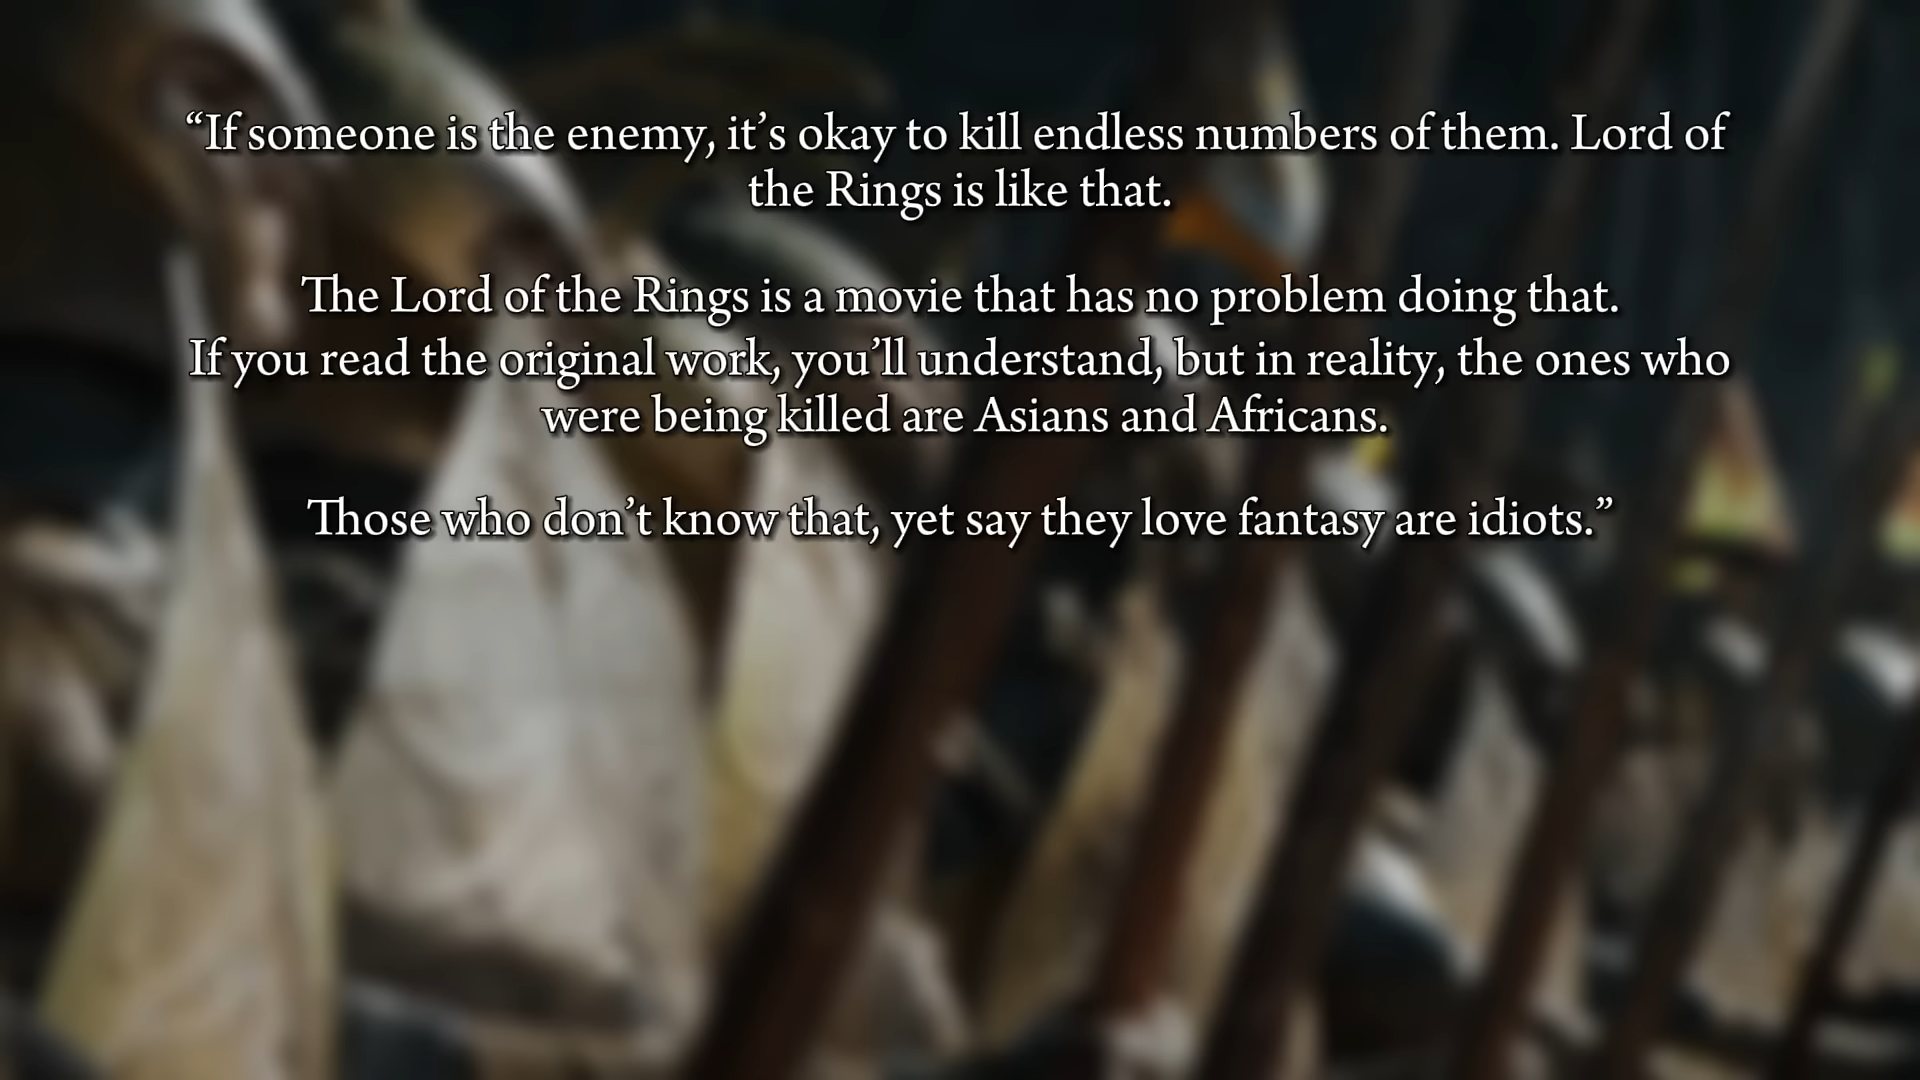 “If someone is the enemy, it’s okay to kill endless numbers of them. Lord of
the Rings is like that.
The Lord of the Rings is a movie that has no problem doing that.
If you read the original work, you’ll understand, but in reality, the ones who
were being killed are Asians and Africans.
Those who don’t know that, yet say they love fantasy are idiots.”